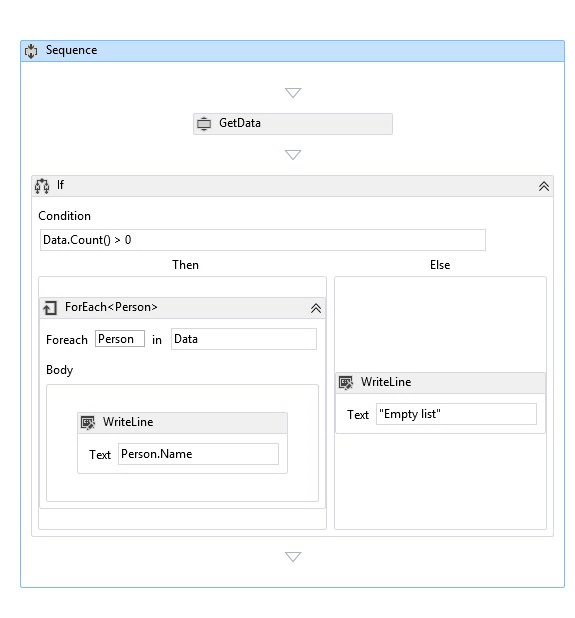 Sequence
GetData
If
Condition
Data.Count() > 0
Then
Else
ForEach<Person>
Foreach Person in Data
Body
WriteLine
Text Person.Name
WriteLine
Text "Empty list"